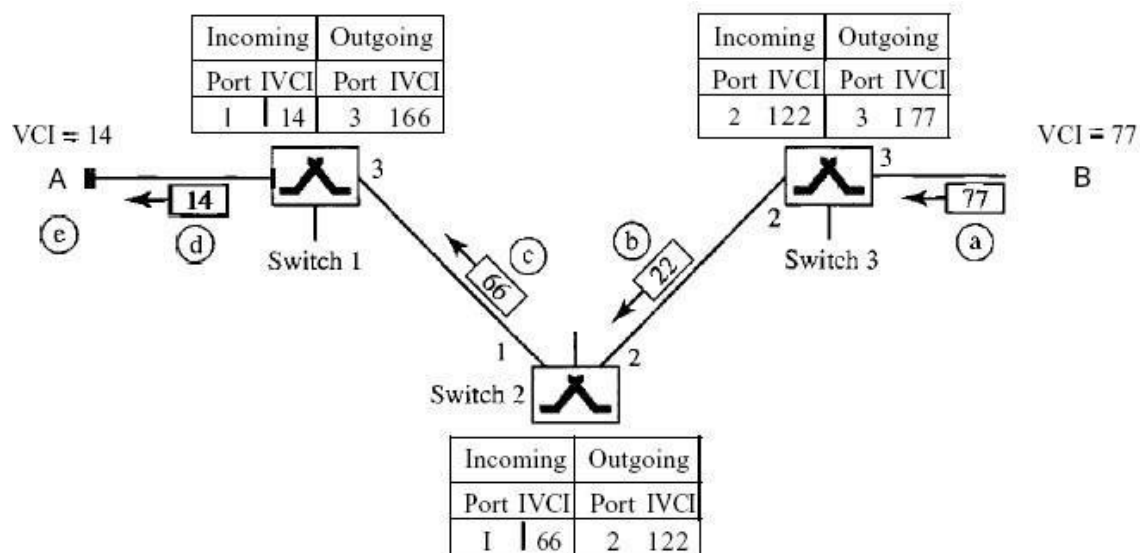 Incoming Outgoing
Port IVCI Port IVCI
1 14 3 166
Incoming Outgoing
Port IVCI Port IVCI
2 122 3 I 77
VCI = 14
VCI = 77
A
3
3
B
14
77
e
d
Switch 1
c
66
b
22
2
Switch 3
a
1
2
Switch 2
Incoming Outgoing
Port IVCI Port IVCI
I 66 2 122